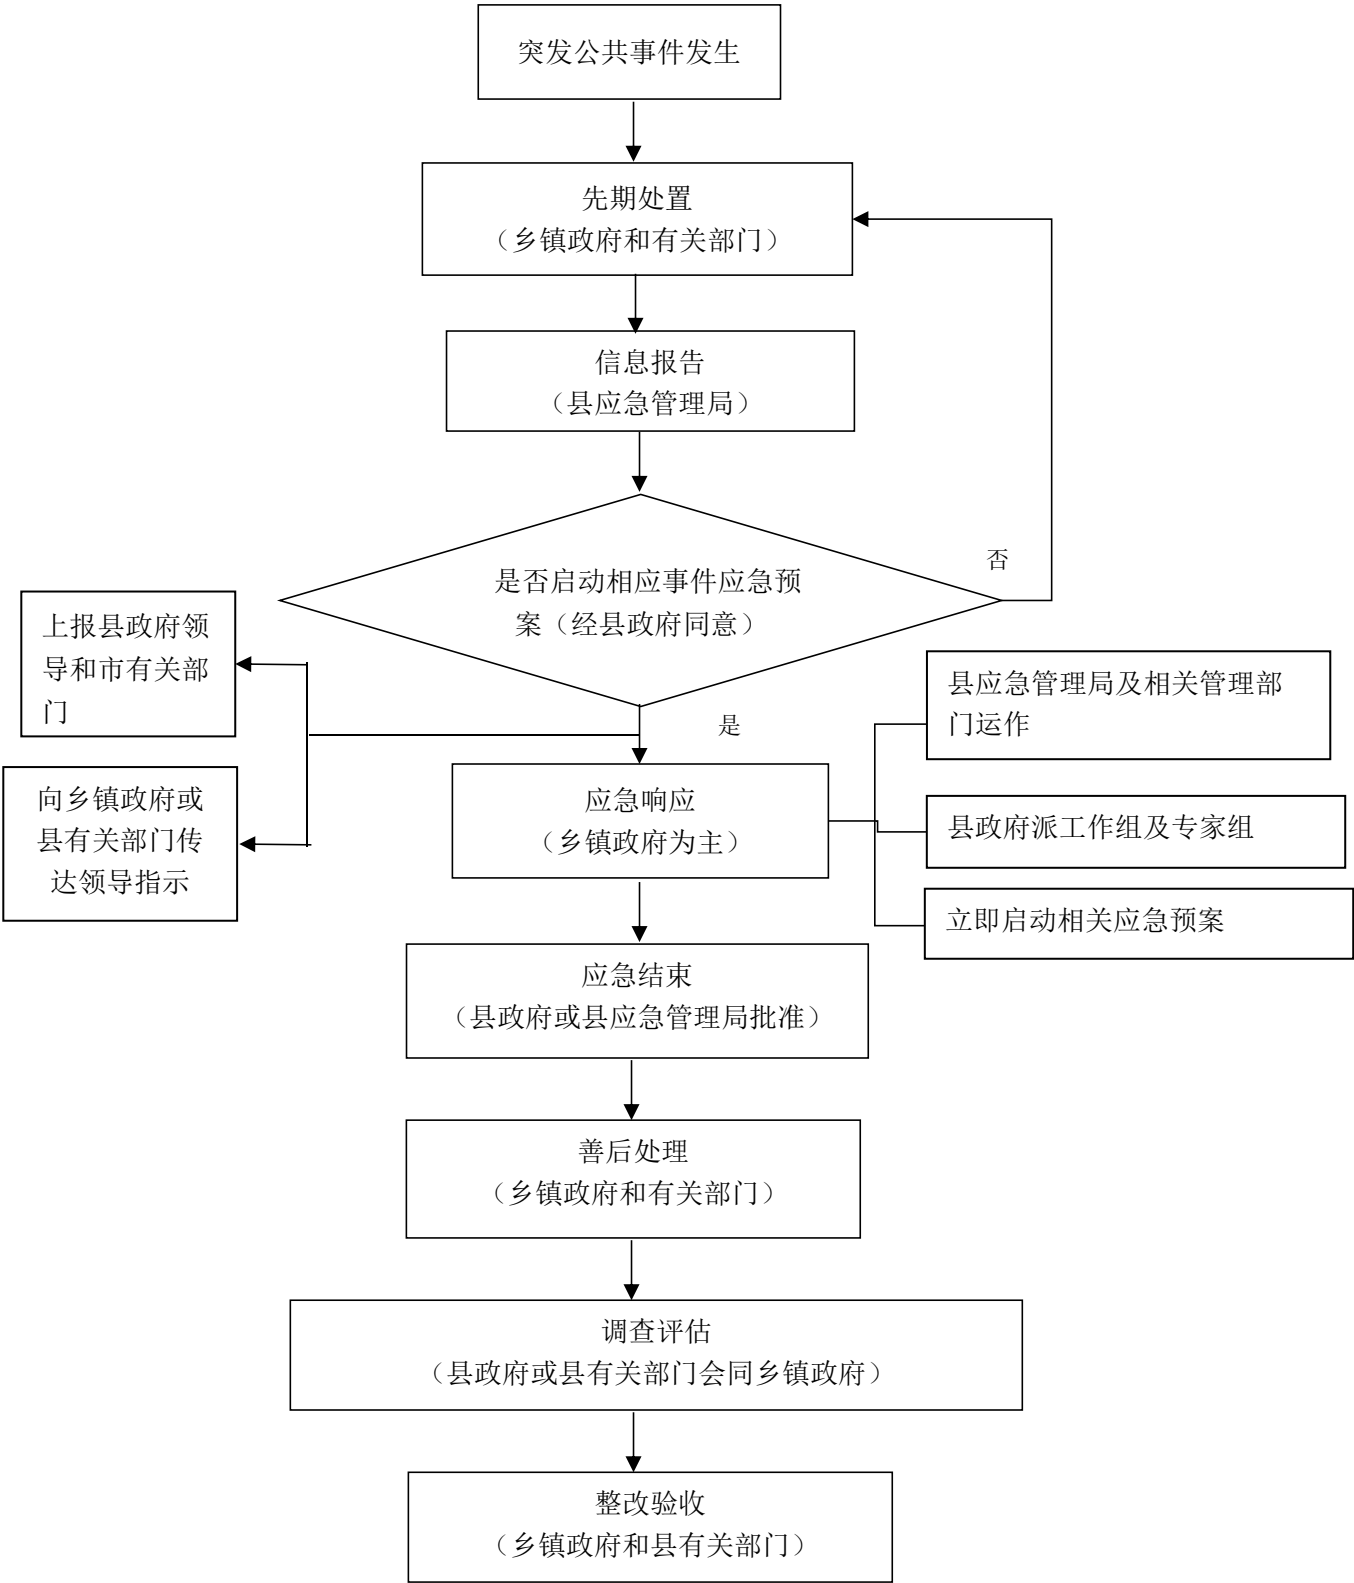 突发公共事件发生
先期处置
（乡镇政府和有关部门）
信息报告
（县应急管理局）
否
是否启动相应事件应急预
案（经县政府同意）
上报县政府领
导和市有关部
门
是
县应急管理局及相关管理部
门运作
向乡镇政府或
县有关部门传
达领导指示
应急响应
（乡镇政府为主）
县政府派工作组及专家组
立即启动相关应急预案
应急结束
（县政府或县应急管理局批准）
善后处理
（乡镇政府和有关部门）
调查评估
（县政府或县有关部门会同乡镇政府）
整改验收
（乡镇政府和县有关部门）